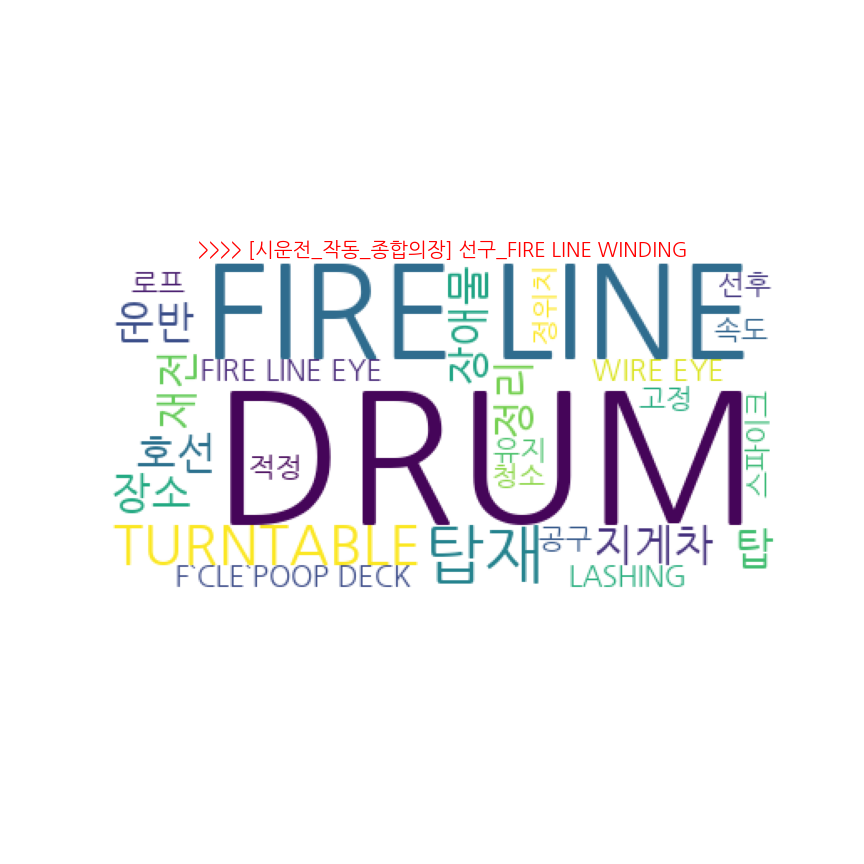 >>>> [시운전_작동_종합의장] 선구_FIRE LINE WINDING
로프
FIRE LINE
장애물
정위치
선후
운반
속도
재전
FIRE LINE EYE
정리
WIRE EYE
고정
DRUM
스파이크
호선
적정
유지
청소
장소
TURNTABLE
탑재
공구
지게차
탑
F`CLE`POOP DECK
LASHING